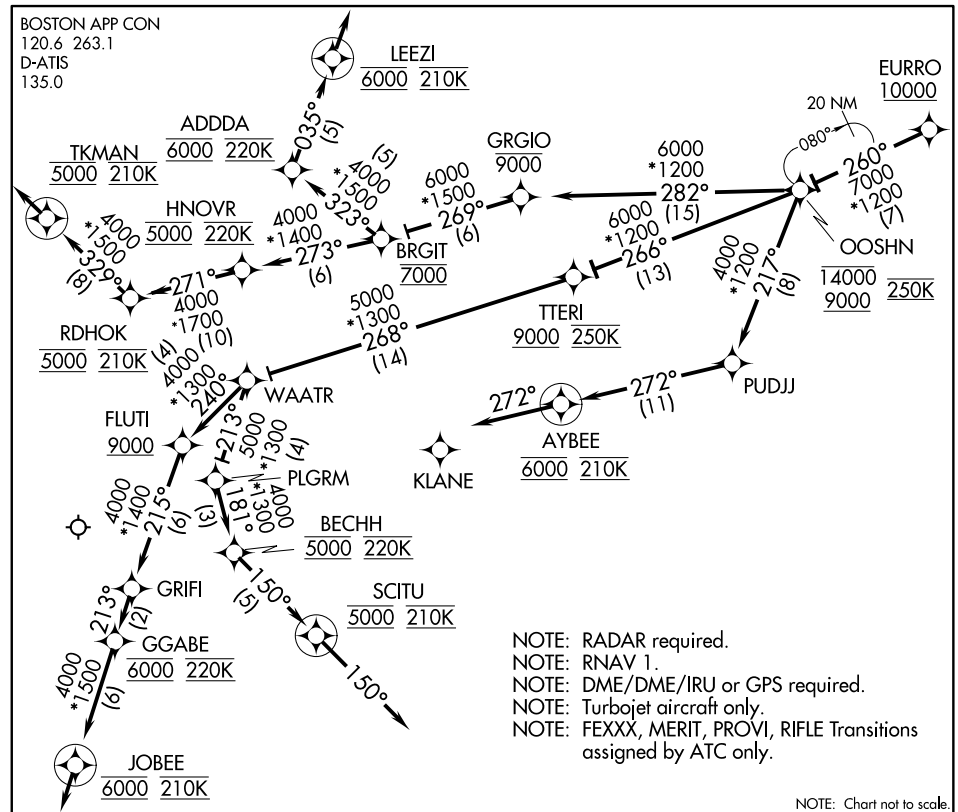 BOSTON APP CON
120.6 263.1
D-ATIS
135.0
LEEZI
6000 210K
EURRO
10000
20 NM
080°
035°
(5)
ADDDA
6000 220K
TKMAN
5000 210K
GRGIO
9000
6000
*1200
282°
(15)
260°
7000
*1200
(7)
(5)
4000
*1500
323°
6000
*1500
269°
(6)
HNOVR
5000 220K
4000
*1400
273°
(6)
BRGIT
7000
4000
*1500
329°
(8)
271°
4000
*1700
(10)
6000
*1200
266°
(13)
OOSHN
14000
9000 250K
4000
*1200
217°
(8)
RDHOK
5000 210K
5000
*1300
268°
(14)
TTERI
9000 250K
(4)
4000
*1300
240°
WAATR
PUDJJ
272°
(11)
272°
AYBEE
6000 210K
KLANE
FLUTI
9000
213°
5000
*1300
(4)
PLGRM
4000
*1300
181°
(3)
4000
*1400
215°
(6)
BECHH
5000 220K
150°
(5)
SCITU
5000 210K
150°
GRIFI
213°
(2)
GGABE
6000 220K
4000
*1500
(6)
JOBEE
6000 210K
NOTE: RADAR required.
NOTE: RNAV 1.
NOTE: DME/DME/IRU or GPS required.
NOTE: Turbojet aircraft only.
NOTE: FEXXX, MERIT, PROVI, RIFLE Transitions
assigned by ATC only.
NOTE: Chart not to scale.